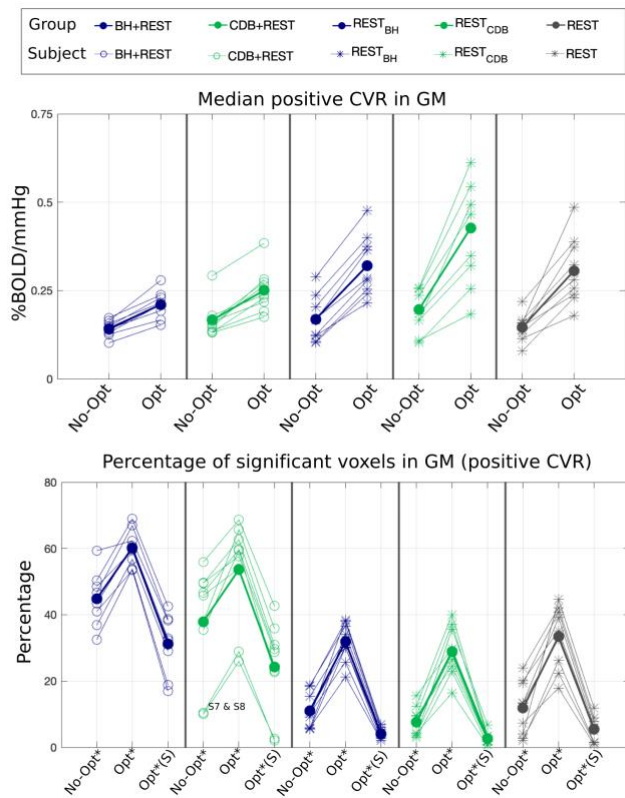 Group BH+REST CDB+REST REST_BH REST_CDB REST
Subject BH+REST CDB+REST REST_BH REST_CDB REST
Median positive CVR in GM
%BOLD/mmHg
0.75
0.5
0.25
0
No-Opt Opt No-Opt Opt No-Opt Opt No-Opt Opt No-Opt Opt
Percentage of significant voxels in GM (positive CVR)
Percentage
80
60
40
20
0
S7 & S8
No-Opt* Opt* Opt*(S) No-Opt* Opt* Opt*(S) No-Opt* Opt* Opt*(S) No-Opt* Opt* Opt*(S) No-Opt* Opt* Opt*(S)